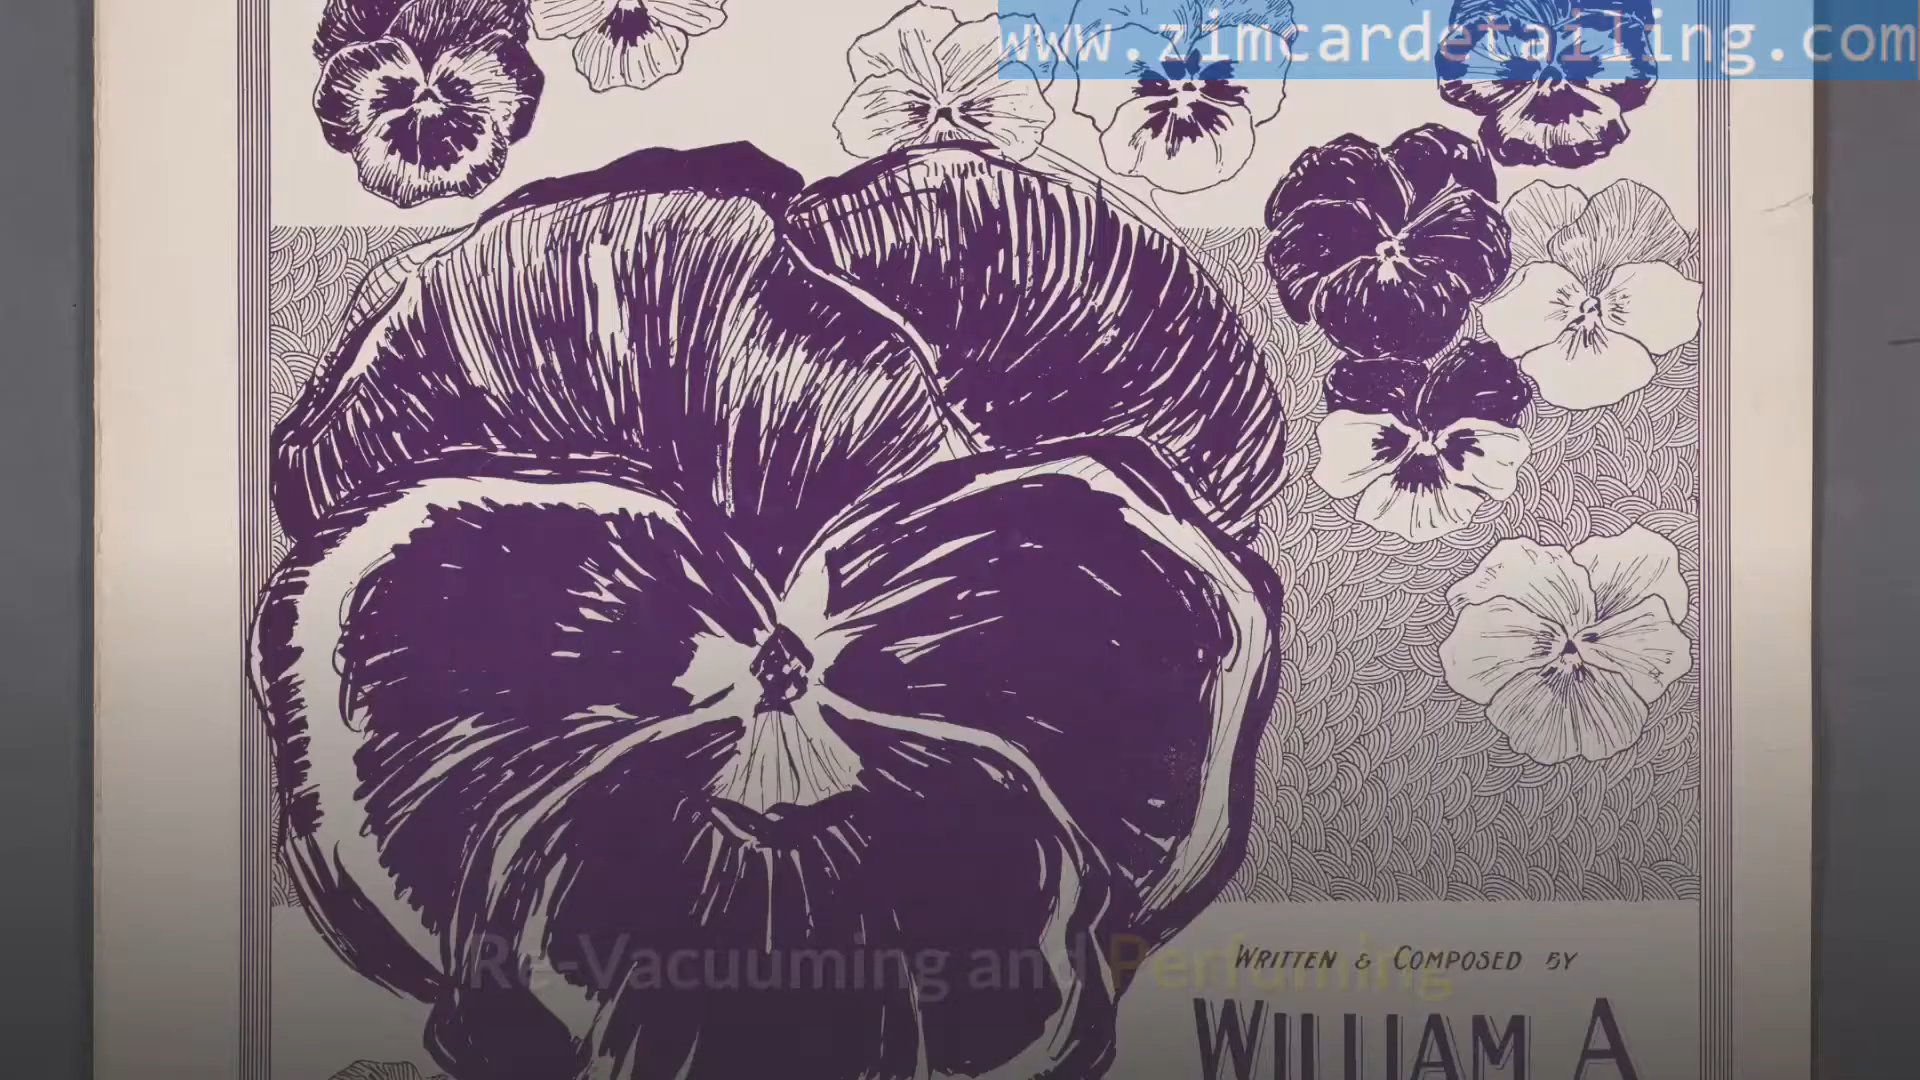 www.zimcardetailing.com
Re-Vacuuming and Perfuming
WRITTEN & COMPOSED BY
WILLIAM A